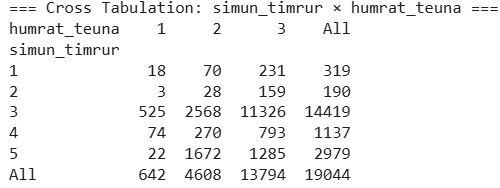 === Cross Tabulation: simun_timrur × humrat_teuna ===
humrat_teuna 1 2 3 All
simun_timrur
1 18 70 231 319
2 3 28 159 190
3 525 2568 11326 14419
4 74 270 793 1137
5 22 1672 1285 2979
All 642 4608 13794 19044